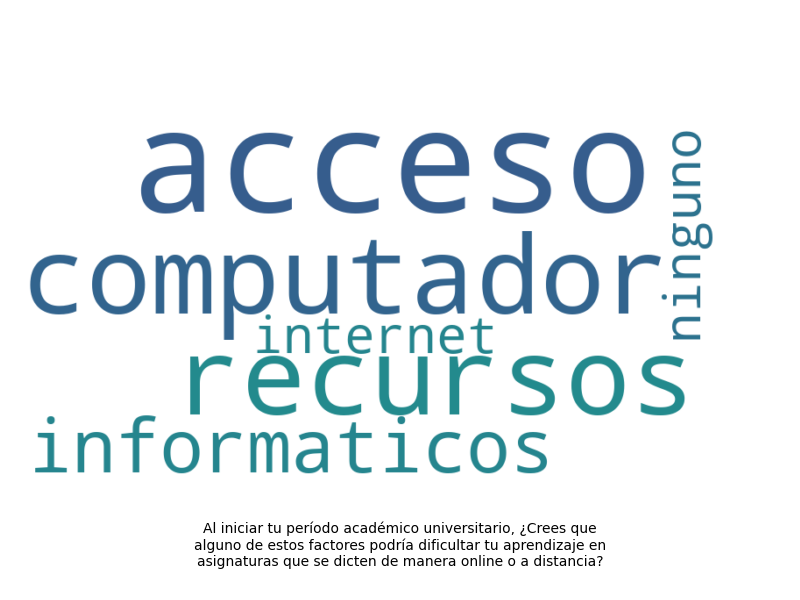 acceso
ninguno
computador
internet
recursos
informaticos
Al iniciar tu período académico universitario, ¿Crees que
alguno de estos factores podría dificultar tu aprendizaje en
asignaturas que se dicten de manera online o a distancia?